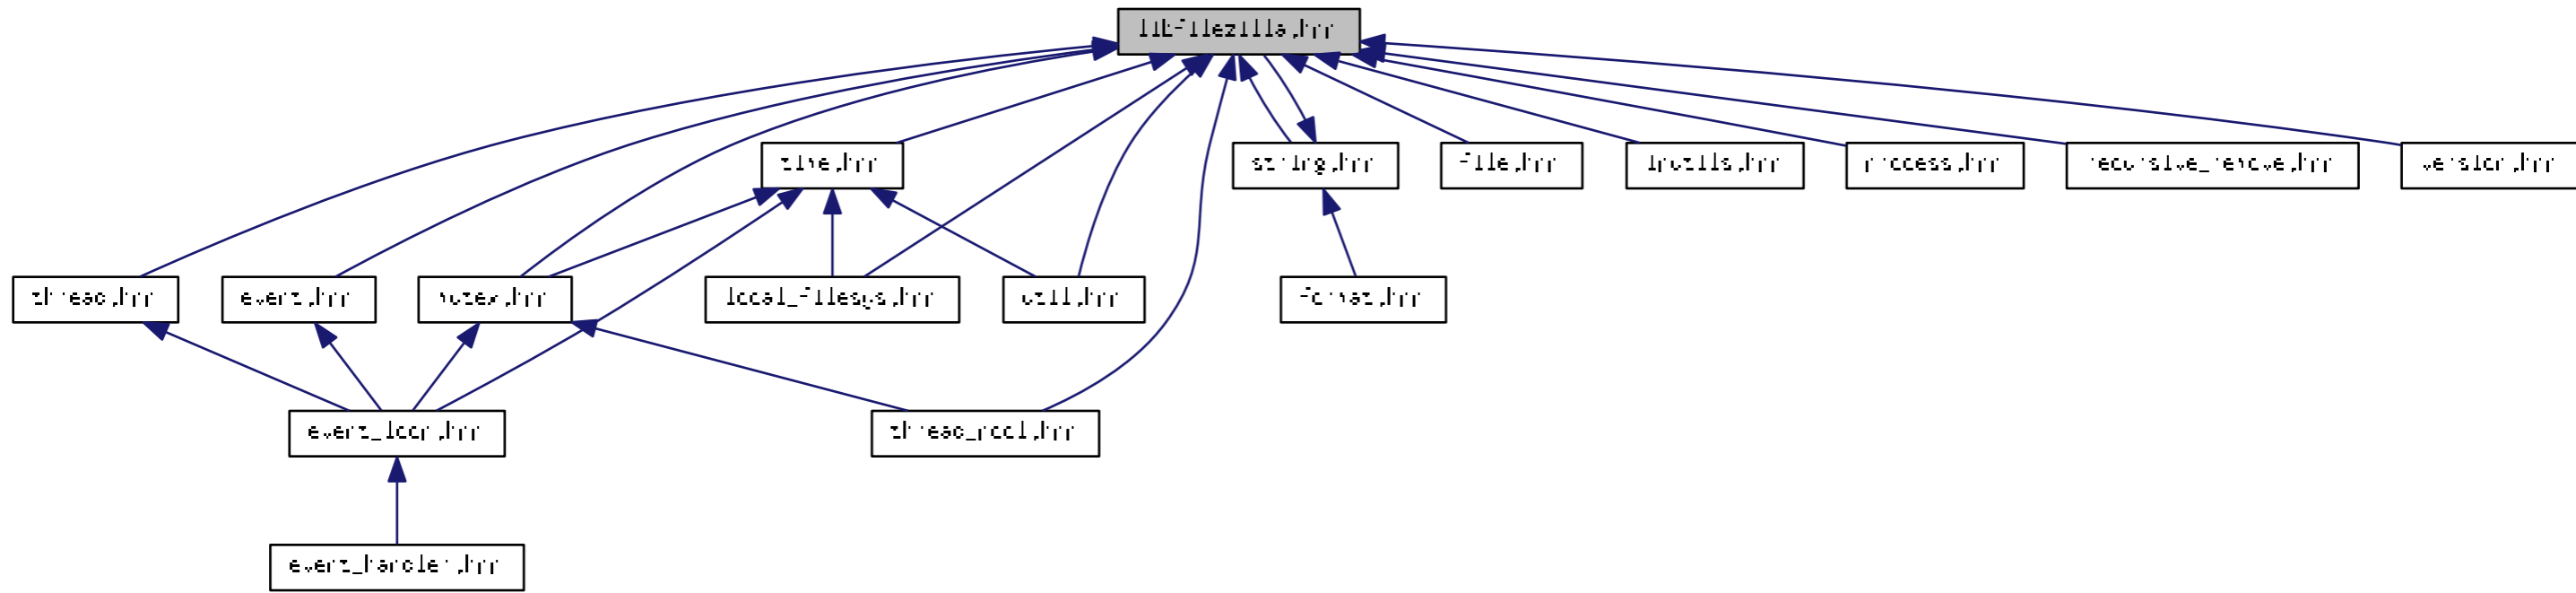 libfilezilla.hpp
time.hpp
string.hpp
file.hpp
iputils.hpp
process.hpp
recursive_remove.hpp
version.hpp
thread.hpp
event.hpp
mutex.hpp
local_filesys.hpp
util.hpp
format.hpp
event_loop.hpp
thread_pool.hpp
event_handler.hpp